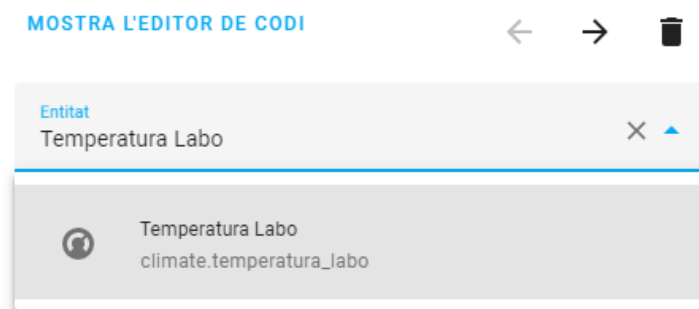 MOSTRA L'EDITOR DE CODI
Entitat
Temperatura Labo
Temperatura Labo
climate.temperatura_labo